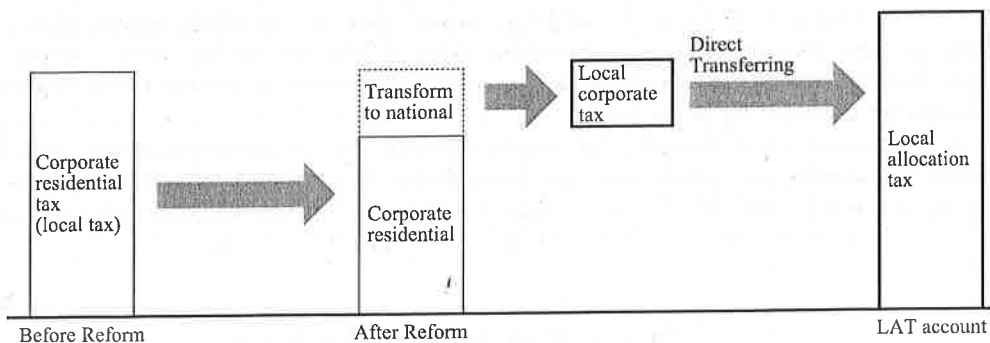 Corporate
residential
tax
(local tax)
Before Reform
Transform
to national
Corporate
residential
After Reform
Local
corporate
tax
Direct
Transferring
Local
allocation
tax
LAT account